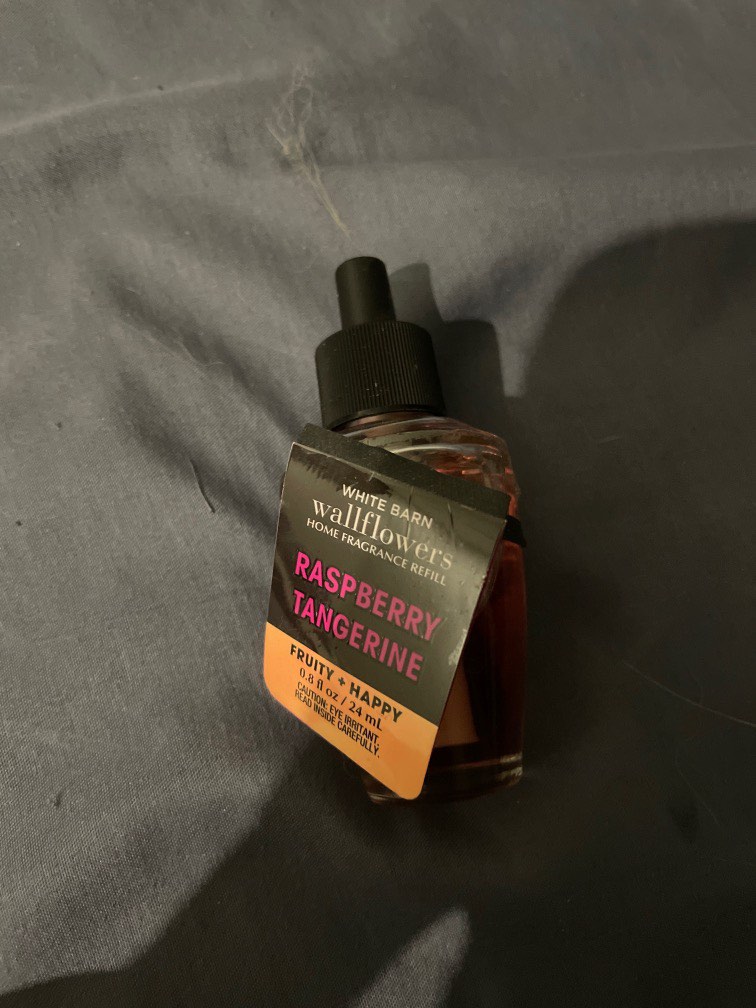 WHITE BARN
wallflowers
HOME FRAGRANCE REFILL
RASPBERRY
TANGERINE
FRUITY + HAPPY
0.8 fl oz / 24 mL
CAUTION: EYE IRRITANT.
READ INSIDE CAREFULLY.